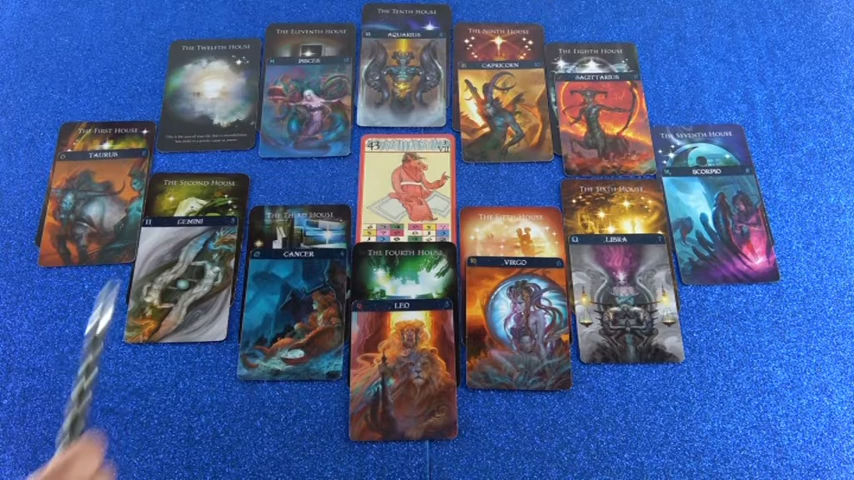 THE TENTH HOUSE
AQUARIUS
THE ELEVENTH HOUSE
PISCES
THE NINTH HOUSE
CAPRICORN
THE TWELFTH HOUSE
THE EIGHTH HOUSE
SAGITTARIUS
THE FIRST HOUSE
TAURUS
THE SEVENTH HOUSE
SCORPIO
43
THE SECOND HOUSE
GEMINI
THE SIXTH HOUSE
LIBRA
THE THIRD HOUSE
CANCER
THE FIFTH HOUSE
VIRGO
THE FOURTH HOUSE
LEO